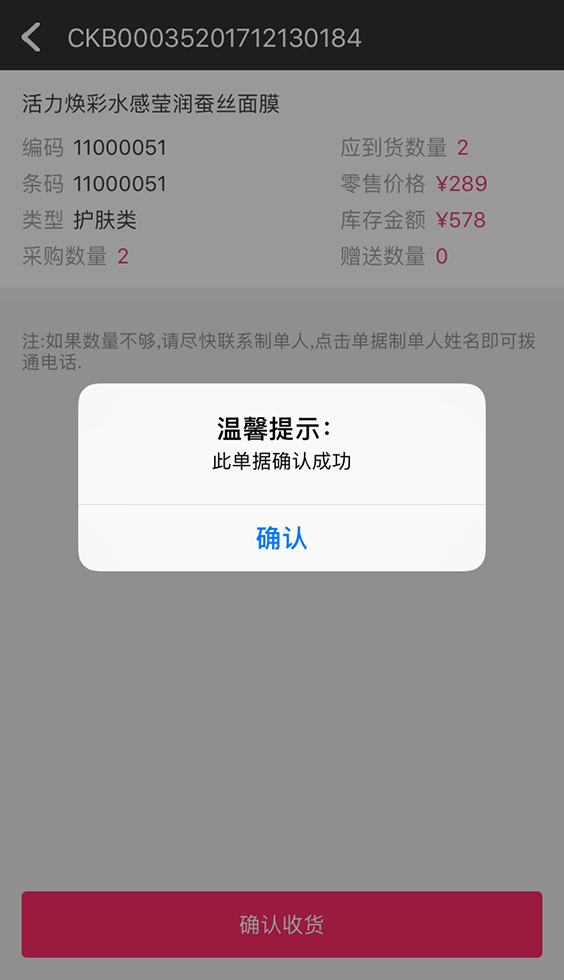 CKB00035201712130184
活力焕彩水感莹润蚕丝面膜
编码 11000051 应到货数量 2
条码 11000051 零售价格 ¥289
类型 护肤类 库存金额 ¥578
采购数量 2 赠送数量 0
注:如果数量不够,请尽快联系制单人,点击单据制单人姓名即可拨
通电话.
温馨提示：
此单据确认成功
确认
确认收货